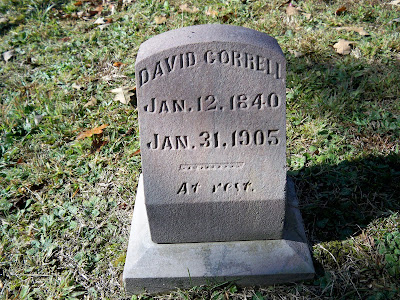 DAVID CORRELL
JAN. 12. 1840
JAN. 31. 1905
At rest.